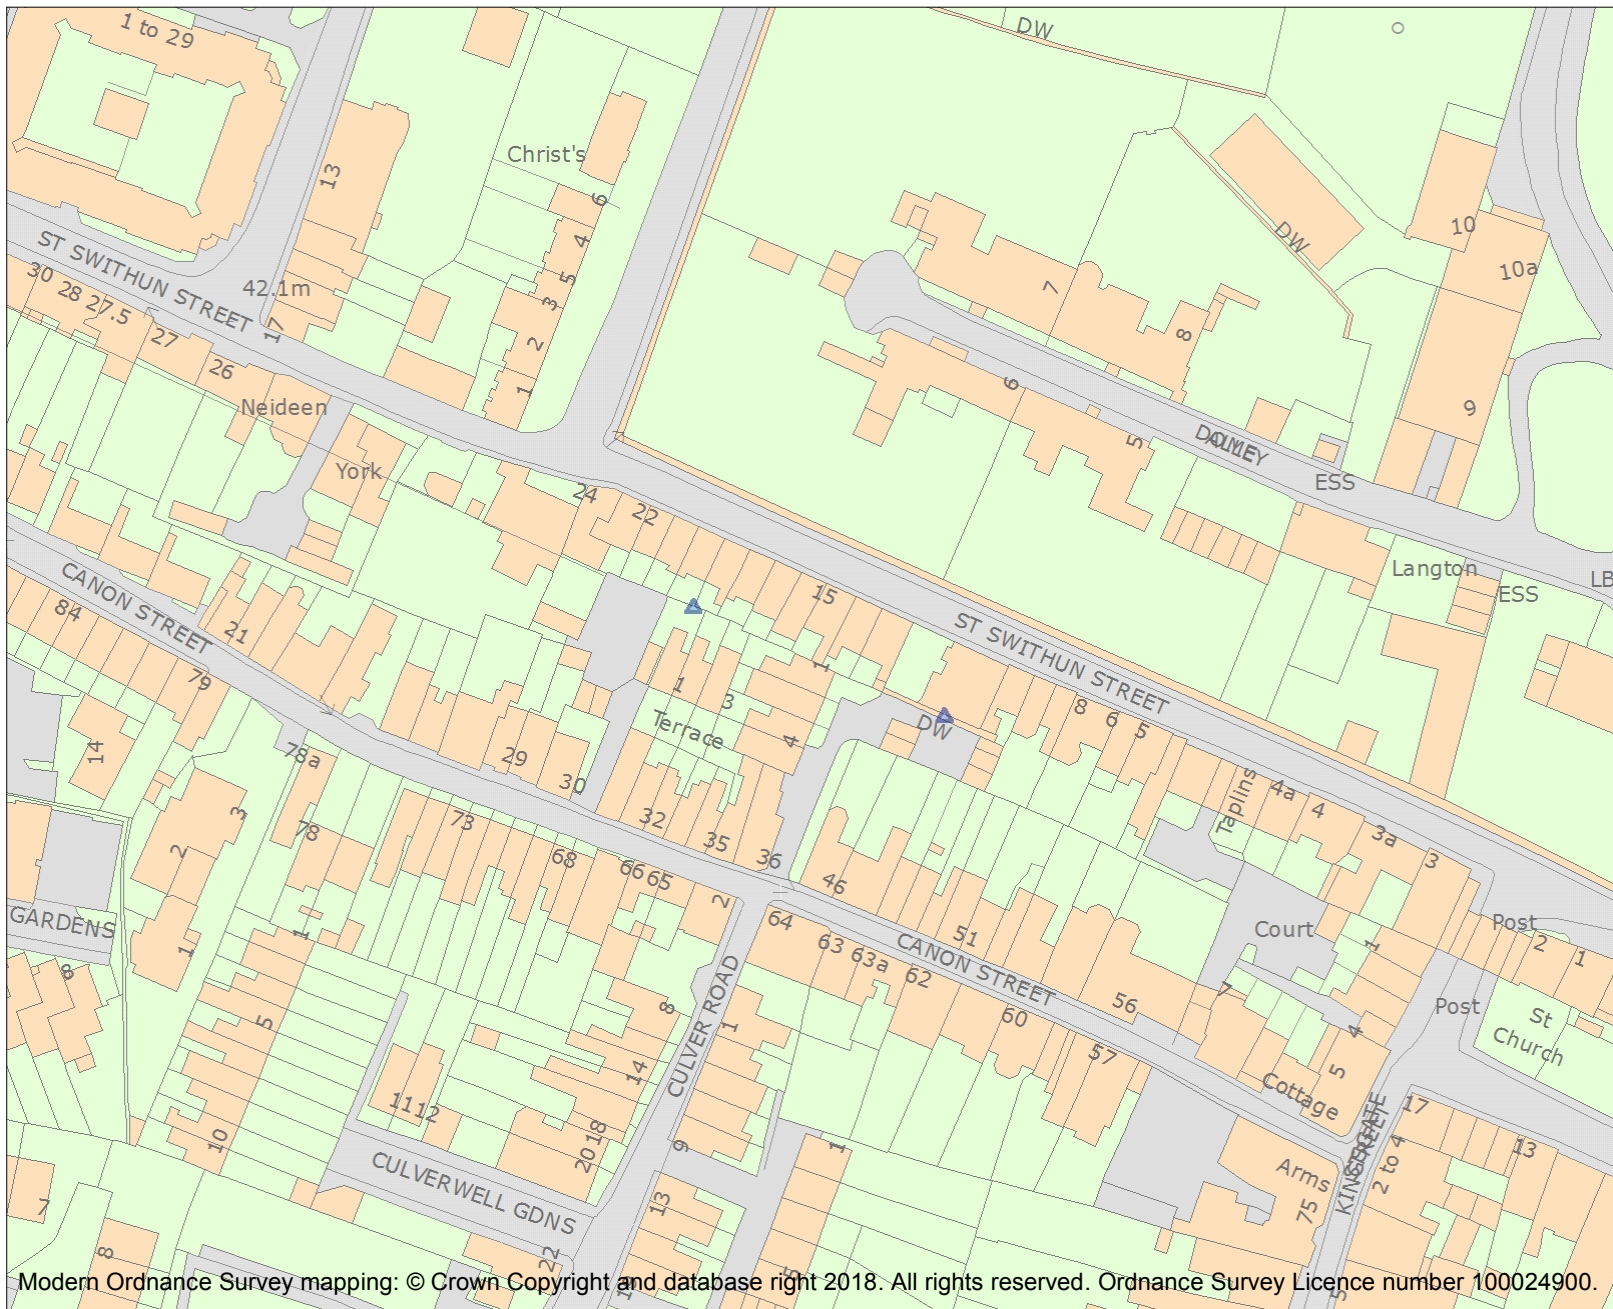 1 to 29
DW
Christ's
13
6
4
5
3
2
1
ST SWITHUN STREET
42.1m
17
30
28
27.5
27
26
Neideen
York
DW
10
10a
7
8
6
5
9
DOME
ALLEY
ESS
Langton
ESS
LB
24
22
15
ST SWITHUN STREET
CANON STREET
84
21
79
1
3
Terrace
1
4
DW
8
6
5
14
78a
29
30
32
35
36
Taplins
4a
4
3a
3
3
2
78
73
68
66
65
2
46
64
63
63a
62
51
CANON STREET
60
57
56
7
Court
1
Post
2
1
Post
St
Church
GARDENS
8
1
1
5
10
11
12
8
14
18
20
CULVER ROAD
1
9
13
1
4
5
Cottage
17
13
KINGSGATE
STREET
2 to 4
Arms
75
CULVERWELL GDNS
22
7
8
5
Modern Ordnance Survey mapping: © Crown Copyright and database right 2018. All rights reserved. Ordnance Survey Licence number 100024900.